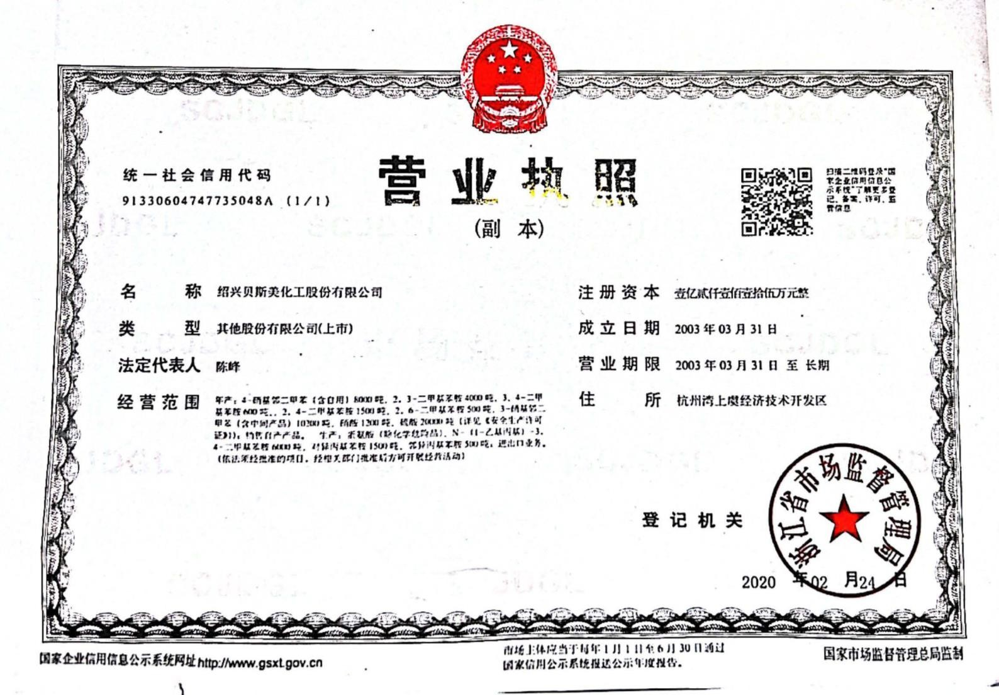 营业执照
(副 本)
统一社会信用代码
91330604747735048A (1/1)
扫描二维码登录“国
家企业信用信息公
示系统”了解更多登
记、备案、许可、监
管信息
名 称 绍兴贝斯美化工股份有限公司
类 型 其他股份有限公司(上市)
法定代表人 陈峰
经营范围 年产：4-硝基邻二甲苯（含自用）8000吨、2，3-二甲基苯胺4000吨、3，4-二甲
基苯胺600吨、、2，4-二甲基苯胺1500吨、2，6-二甲基苯胺500吨、3-硝基邻二
甲苯（含中间产品）10200吨、硝酸1200吨、硫酸20000吨（详见《安全生产许可
证》）；销售自产产品。 生产：（除化学危险品）、N-（1-乙基丙基）-3，
4-二甲基苯胺6000吨、对异丙基苯胺1500吨、邻异丙基苯胺500吨；进出口业务。
（依法须经批准的项目，经相关部门批准后方可开展经营活动）
注册资本 壹亿贰仟壹佰壹拾伍万元整
成立日期 2003年03月31日
营业期限 2003年03月31日 至 长期
住 所 杭州湾上虞经济技术开发区
登记机关
浙江省市场监督管理局
2020 年02 月24 日
国家企业信用信息公示系统网址http://www.gsxt.gov.cn
市场主体应当于每年1月1日至6月30日通过
国家信用公示系统报送公示年度报告。
国家市场监督管理总局监制